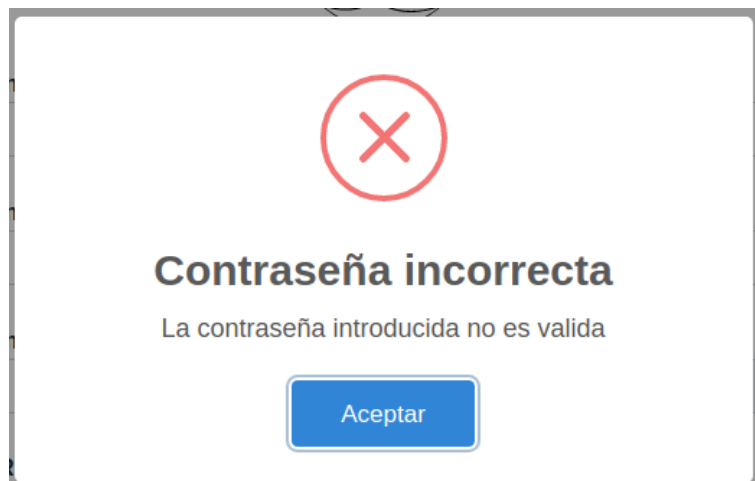 Contraseña incorrecta
La contraseña introducida no es valida
Aceptar